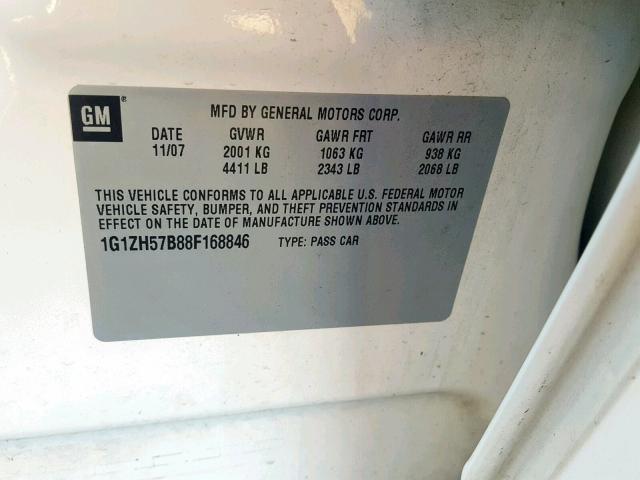 GM®
MFD BY GENERAL MOTORS CORP.
DATE GVWR GAWR FRT GAWR RR
11/07 2001 KG 1063 KG 938 KG
4411 LB 2343 LB 2068 LB
THIS VEHICLE CONFORMS TO ALL APPLICABLE U.S. FEDERAL MOTOR
VEHICLE SAFETY, BUMPER, AND THEFT PREVENTION STANDARDS IN
EFFECT ON THE DATE OF MANUFACTURE SHOWN ABOVE.
1G1ZH57B88F168846 TYPE: PASS CAR